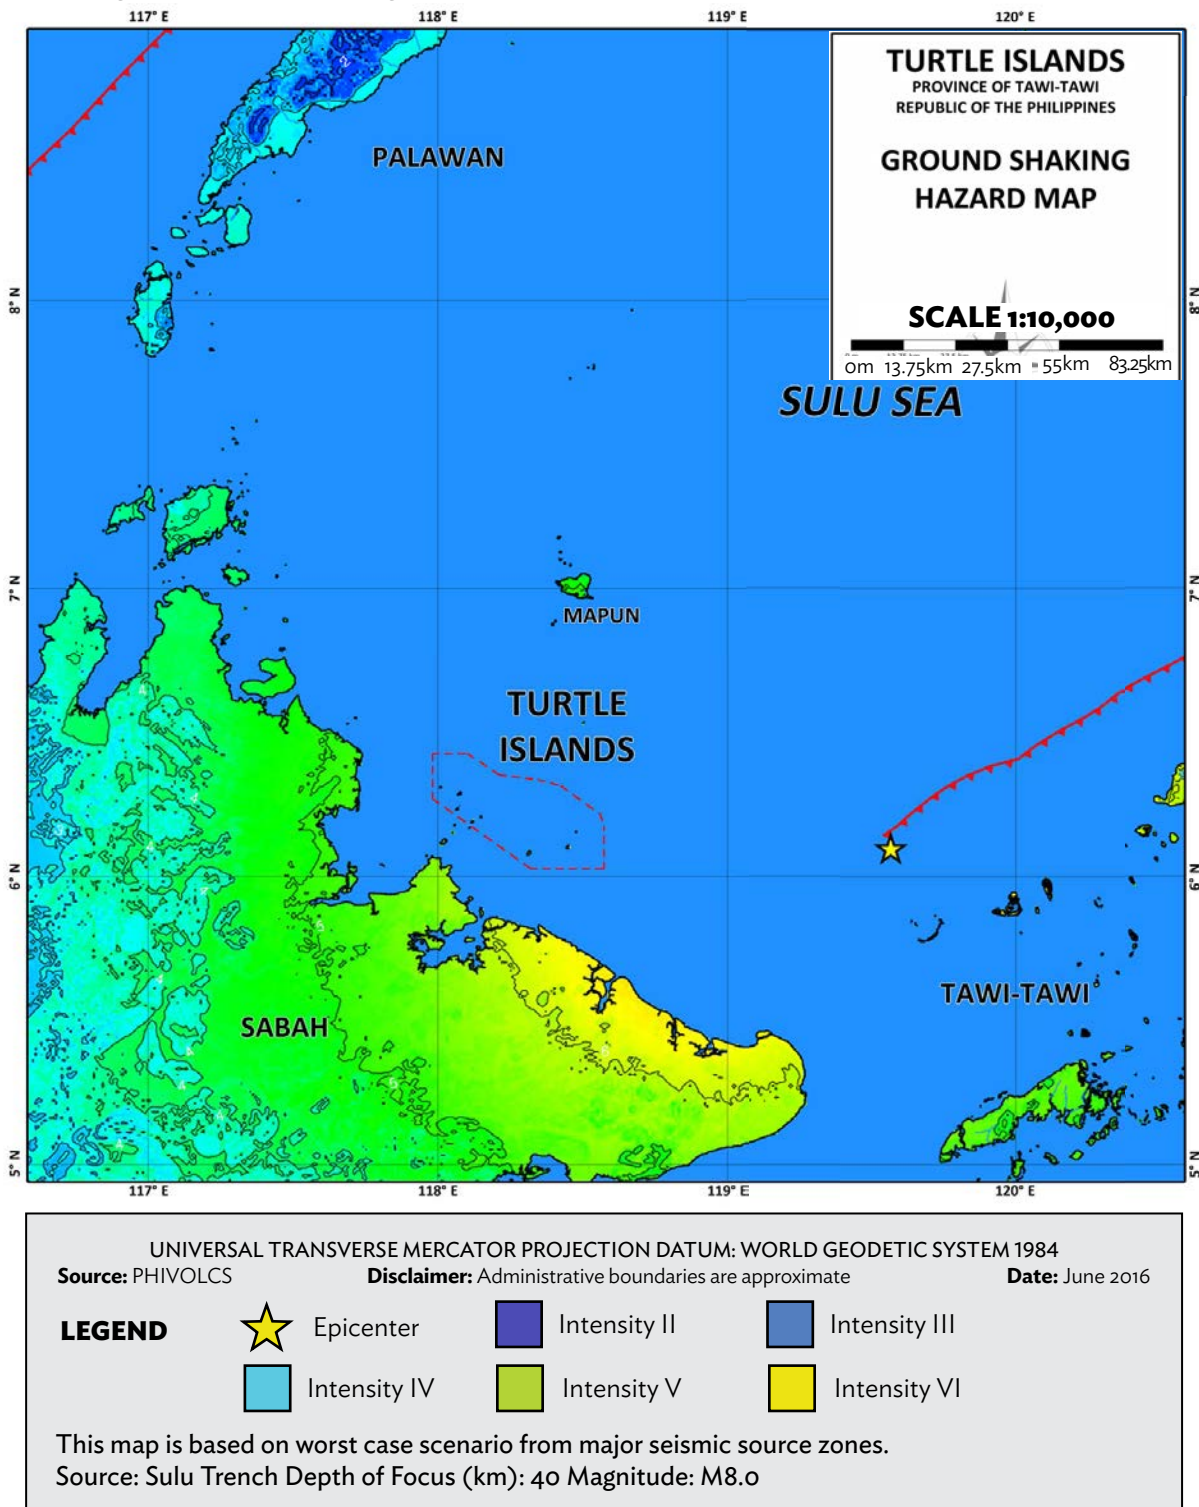 117° E 118° E 119° E 120° E
TURTLE ISLANDS
PROVINCE OF TAWI-TAWI
REPUBLIC OF THE PHILIPPINES
GROUND SHAKING
HAZARD MAP
SCALE 1:10,000
0m 13.75km 27.5km 55km 83.25km
2
PALAWAN
8° N 8° N
SULU SEA
7° N 7° N
MAPUN
TURTLE
ISLANDS
6° N 6° N
TAWI-TAWI
SABAH
5° N 5° N
117° E 118° E 119° E 120° E
UNIVERSAL TRANSVERSE MERCATOR PROJECTION DATUM: WORLD GEODETIC SYSTEM 1984
Source: PHIVOLCS Disclaimer: Administrative boundaries are approximate Date: June 2016
LEGEND Epicenter Intensity II Intensity III
Intensity IV Intensity V Intensity VI
This map is based on worst case scenario from major seismic source zones.
Source: Sulu Trench Depth of Focus (km): 40 Magnitude: M8.0